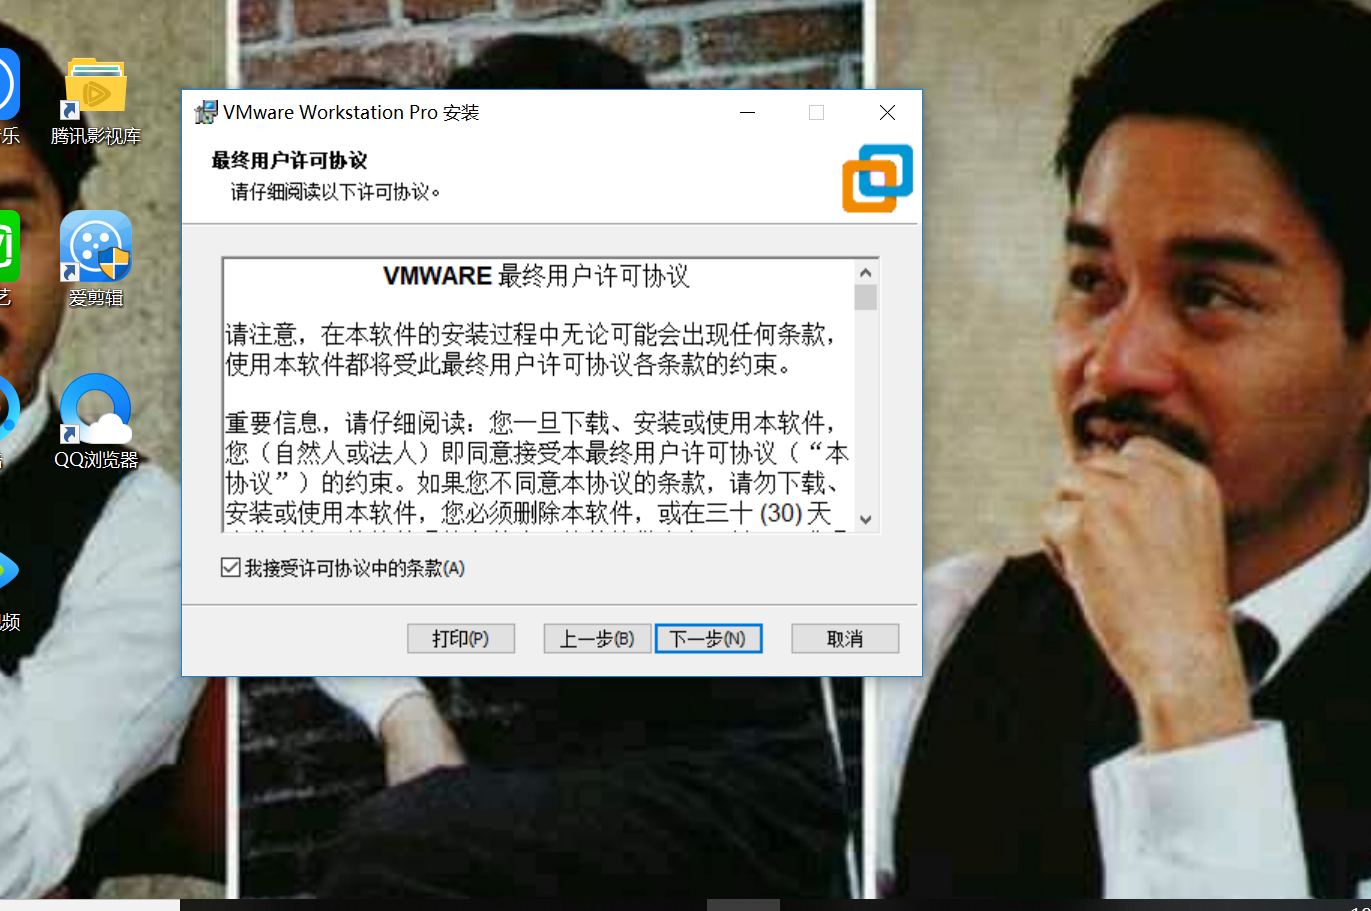 VMware Workstation Pro 安装
最终用户许可协议
请仔细阅读以下许可协议。
VMWARE 最终用户许可协议
请注意，在本软件的安装过程中无论可能会出现任何条款，
使用本软件都将受此最终用户许可协议各条款的约束。
重要信息，请仔细阅读：您一旦下载、安装或使用本软件，
您（自然人或法人）即同意接受本最终用户许可协议（“本
协议”）的约束。如果您不同意本协议的条款，请勿下载、
安装或使用本软件，您必须删除本软件，或在三十 (30) 天
我接受许可协议中的条款(A)
打印(P)
上一步(B)
下一步(N)
取消
乐
腾讯影视库
艺
爱剪辑
QQ浏览器
视频